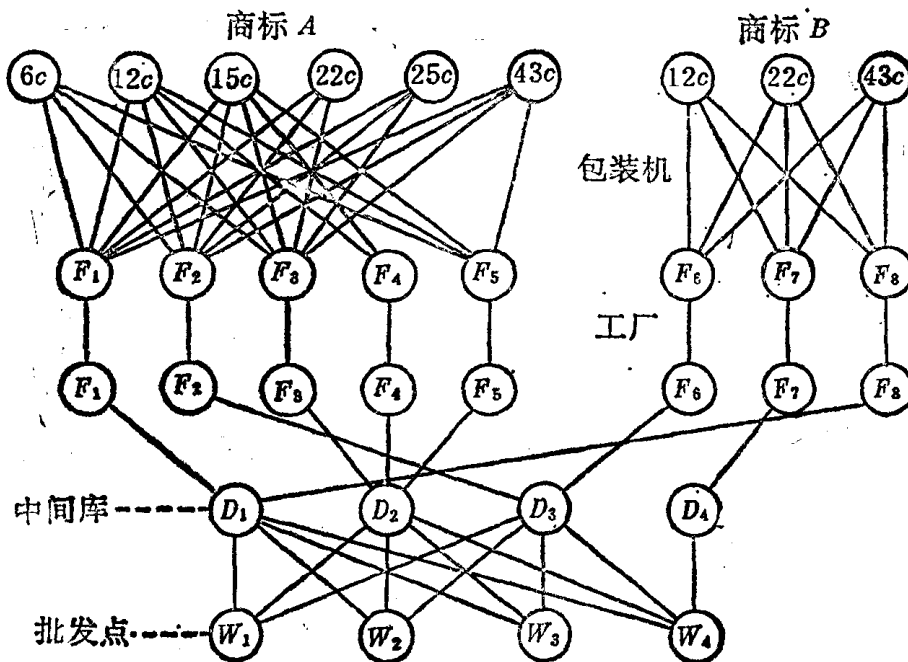 商标 A 商标 B
6c 12c 15c 22c 25c 43c 12c 22c 43c
包装机
F₁ F₂ F₃ F₄ F₅ F₆ F₇ F₈
工厂
F₁ F₂ F₃ F₄ F₅ F₆ F₇ F₈
中间库 D₁ D₂ D₃ D₄
批发点 W₁ W₂ W₃ W₄